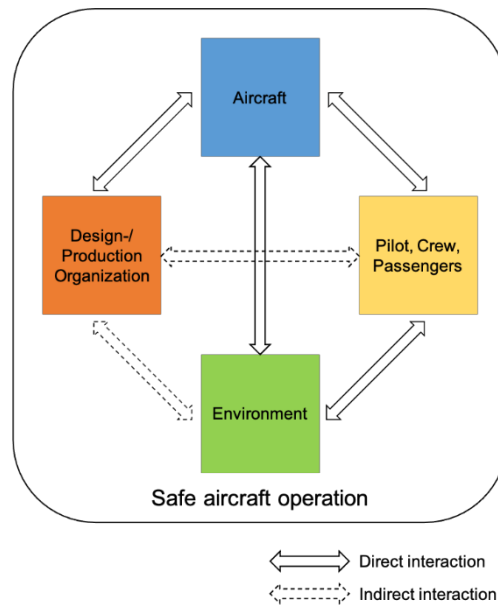 Aircraft
Design-/
Production
Organization
Pilot, Crew,
Passengers
Environment
Safe aircraft operation
Direct interaction
Indirect interaction